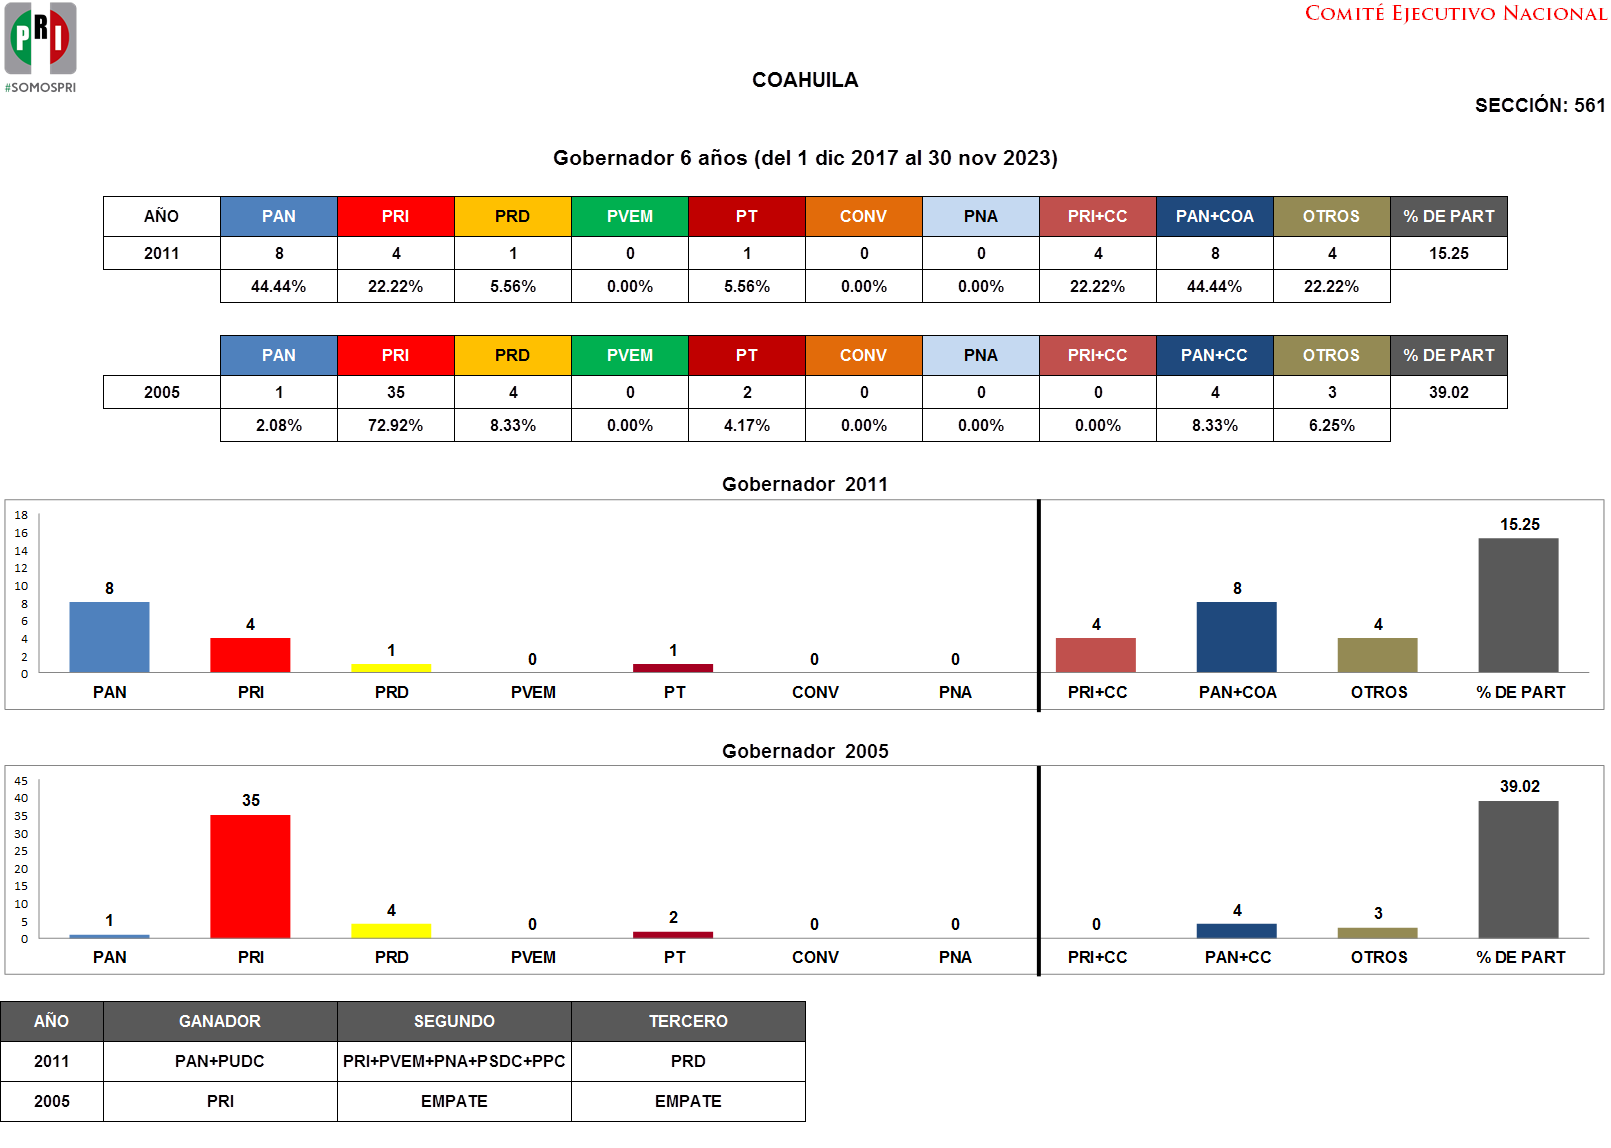 PRI
#SOMOSPRI
COMITÉ EJECUTIVO NACIONAL
COAHUILA
SECCIÓN: 561
Gobernador 6 años (del 1 dic 2017 al 30 nov 2023)
AÑO PAN PRI PRD PVEM PT CONV PNA PRI+CC PAN+COA OTROS % DE PART
2011 8 4 1 0 1 0 0 4 8 4 15.25
44.44% 22.22% 5.56% 0.00% 5.56% 0.00% 0.00% 22.22% 44.44% 22.22%
PAN PRI PRD PVEM PT CONV PNA PRI+CC PAN+CC OTROS % DE PART
2005 1 35 4 0 2 0 0 0 4 3 39.02
2.08% 72.92% 8.33% 0.00% 4.17% 0.00% 0.00% 0.00% 8.33% 6.25%
Gobernador 2011
18
16
14
12
10
8
6
4
2
0
8 4 1 0 1 0 0 4 8 4 15.25
PAN PRI PRD PVEM PT CONV PNA PRI+CC PAN+COA OTROS % DE PART
Gobernador 2005
45
40
35
30
25
20
15
10
5
0
1 35 4 0 2 0 0 0 4 3 39.02
PAN PRI PRD PVEM PT CONV PNA PRI+CC PAN+CC OTROS % DE PART
AÑO GANADOR SEGUNDO TERCERO
2011 PAN+PUDC PRI+PVEM+PNA+PSDC+PPC PRD
2005 PRI EMPATE EMPATE